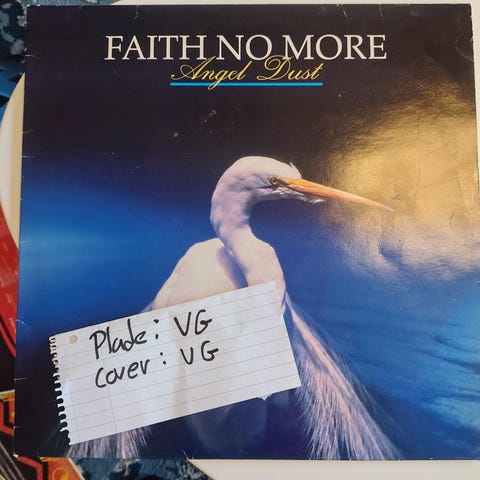 FAITH NO MORE
Angel Dust
Plade: VG
cover: VG